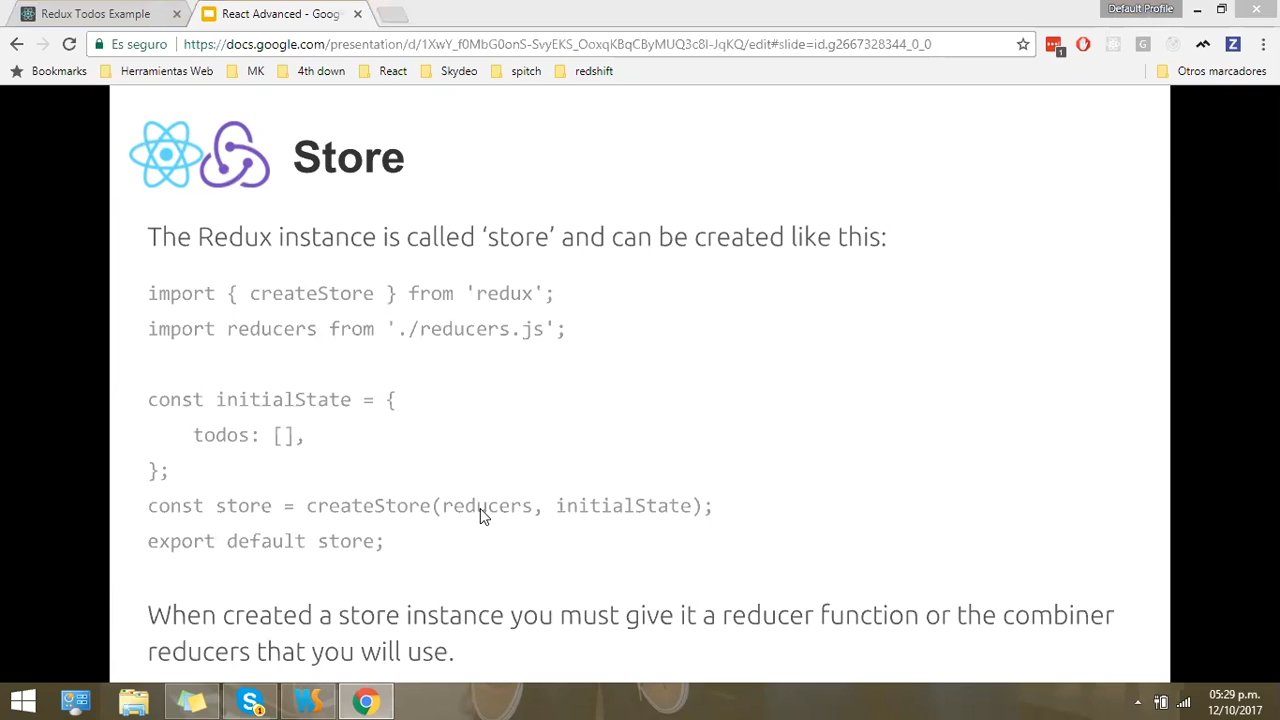 Redux Todos Example
React Advanced - Goog
Default Profile
Es seguro
https://docs.google.com/presentation/d/1XwY_f0MbG0onS-SvyEKS_OoxqKBqCByMUQ3c8I-JqKQ/edit#slide=id.g2667328344_0_0
1
G
Z
Bookmarks
Herramientas Web
MK
4th down
React
Skydeo
spitch
redshift
Otros marcadores
Store
The Redux instance is called ‘store’ and can be created like this:
import { createStore } from 'redux';
import reducers from './reducers.js';
const initialState = {
todos: [],
};
const store = createStore(reducers, initialState);
export default store;
When created a store instance you must give it a reducer function or the combiner
reducers that you will use.
05:29 p.m.
12/10/2017